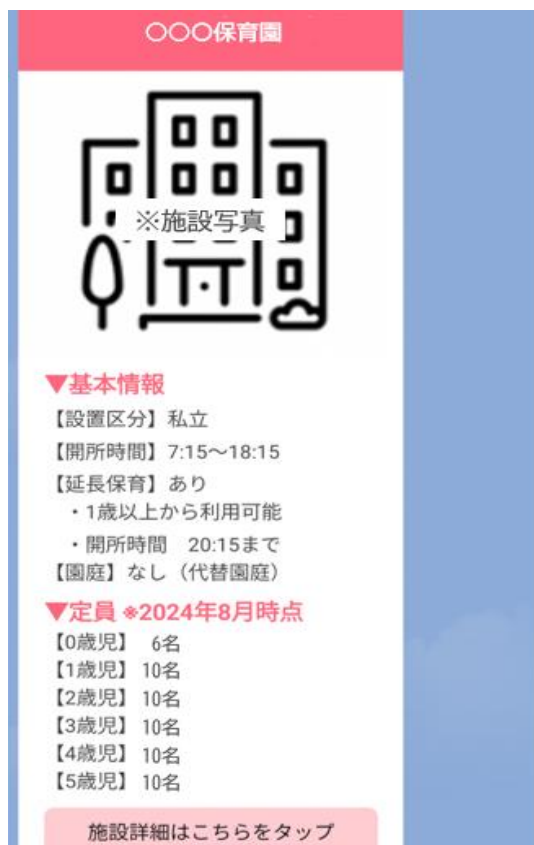 ○○○保育園
※施設写真
▼基本情報
【設置区分】私立
【開所時間】7:15～18:15
【延長保育】あり
・1歳以上から利用可能
・開所時間　20:15まで
【園庭】なし（代替園庭）
▼定員 ※2024年8月時点
【0歳児】 6名
【1歳児】 10名
【2歳児】 10名
【3歳児】 10名
【4歳児】 10名
【5歳児】 10名
施設詳細はこちらをタップ